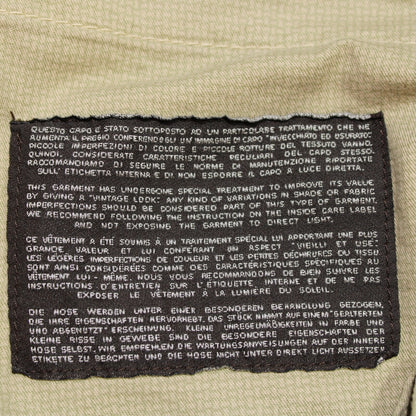 QUESTO CAPO È STATO SOTTOPOSTO AD UN PARTICOLARE TRATTAMENTO CHE NE
AUMENTA IL PREGIO CONFERENDOGLI UN'IMMAGINE DI CAPO "INVECCHIATO ED USURATO".
PICCOLE IMPERFEZIONI DI COLORE E PICCOLE ROTTURE DEL TESSUTO VANNO,
QUINDI, CONSIDERATE CARATTERISTICHE PECULIARI DEL CAPO STESSO.
RACCOMANDIAMO DI SEGUIRE LE NORME DI MANUTENZIONE RIPORTATE
SULL'ETICHETTA INTERNA E DI NON ESPORRE IL CAPO A LUCE DIRETTA.
THIS GARMENT HAS UNDERGONE SPECIAL TREATMENT TO IMPROVE ITS VALUE
BY GIVING A "VINTAGE LOOK": ANY KIND OF VARIATIONS IN SHADE OR FABRIC
IMPERFECTIONS SHOULD BE CONSIDERED PART OF THIS TYPE OF GARMENT.
WE RECOMMEND FOLLOWING THE INSTRUCTION ON THE INSIDE CARE LABEL
AND NOT EXPOSING THE GARMENT TO DIRECT LIGHT.
CE VÊTEMENT A ÉTÉ SOUMIS À UN TRAITEMENT SPÉCIAL LUI APPORTANT UNE PLUS
GRANDE VALEUR ET LUI CONFÉRANT UN ASPECT "VIEILLI ET USÉ".
LES LÉGÈRES IMPERFECTIONS DE COULEUR ET LES PETITES DÉCHIRURES DU TISSU
SONT AINSI CONSIDÉRÉES COMME DES CARACTÉRISTIQUES SPÉCIFIQUES AU
VÊTEMENT LUI-MÊME. NOUS VOUS RECOMMANDONS DE BIEN SUIVRE LES
INSTRUCTIONS D'ENTRETIEN SUR L'ÉTIQUETTE INTERNE ET DE NE PAS
EXPOSER LE VÊTEMENT À LA LUMIÈRE DU SOLEIL.
DIE HOSE WERDEN UNTER EINER BESONDEREN BEHANDLUNG GEZOGEN,
DIE IHRE EIGENSCHAFTEN HERVORHEBT. DAS STÜCK NIMMT AUF EINEM "GEALTERTEN
UND ABGENUTZT" ERSCHEINUNG. KLEINE UNREGELMÄßIGKEITEN IN FARBE UND
KLEINE RISSE IN GEWEBE SIND DIE BESONDERE EIGENSCHAFTEN DER
HOSE SELBST. WIR EMPFEHLEN DIE WARTUNGSANWEISUNGEN AUF DER INNERE
ETIKETTE ZU BERACHTEN UND DIE HOSE NICHT UNTER DIREKT LICHT AUSSETZE